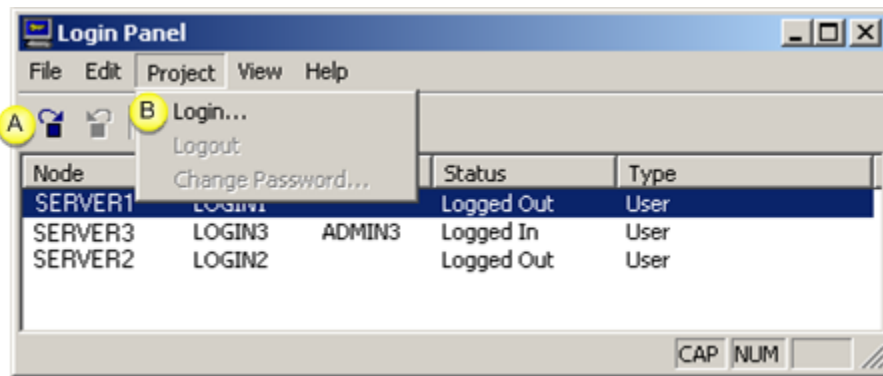 Login Panel
File Edit Project View Help
A B Login...
Logout
Change Password...
Node Status Type
SERVER1 LOGIN1 Logged Out User
SERVER3 LOGIN3 ADMIN3 Logged In User
SERVER2 LOGIN2 Logged Out User
CAP NUM